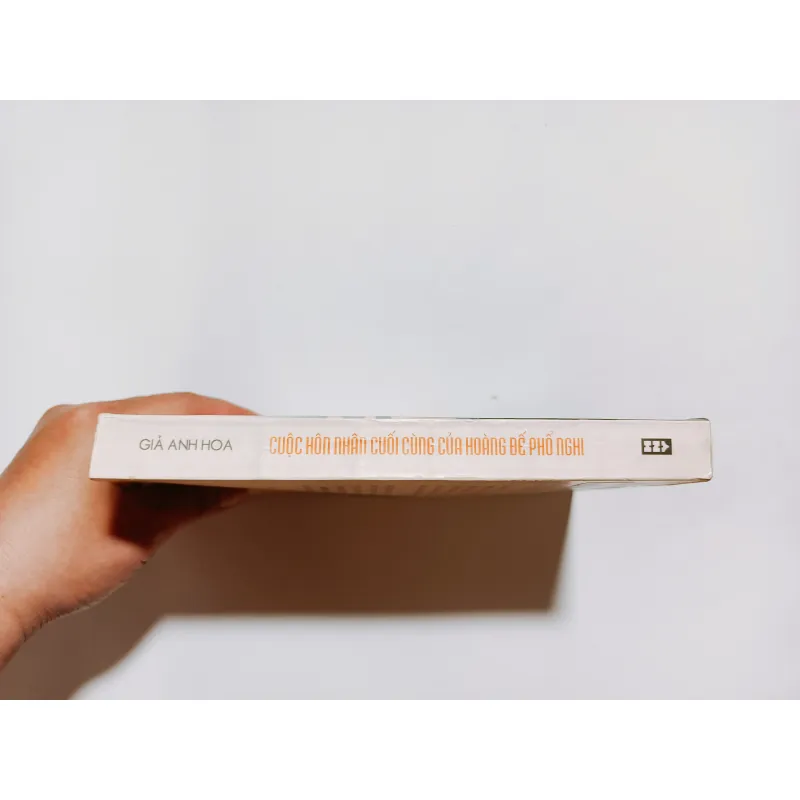 GIẢ ANH HOA CUỘC HÔN NHÂN CUỐI CÙNG CỦA HOÀNG ĐẾ PHỔ NGHI